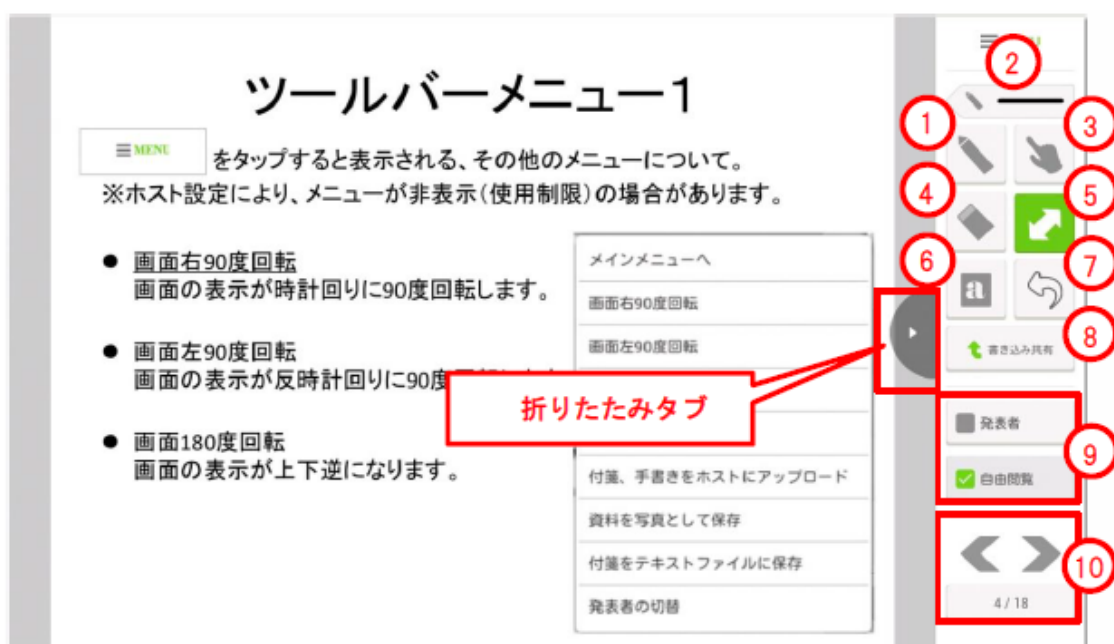 ツールバーメニュー１
≡MENU をタップすると表示される、その他のメニューについて。
※ホスト設定により、メニューが非表示(使用制限)の場合があります。
● 画面右90度回転
画面の表示が時計回りに90度回転します。
● 画面左90度回転
画面の表示が反時計回りに90度
● 画面180度回転
画面の表示が上下逆になります。
メインメニューへ
画面右90度回転
画面左90度回転
付箋、手書きをホストにアップロード
資料を写真として保存
付箋をテキストファイルに保存
発表者の切替
折りたたみタブ
②
①
③
④
⑤
a
⑥
⑦
書き込み共有
⑧
発表者
自由閲覧
⑨
4 / 18
⑩